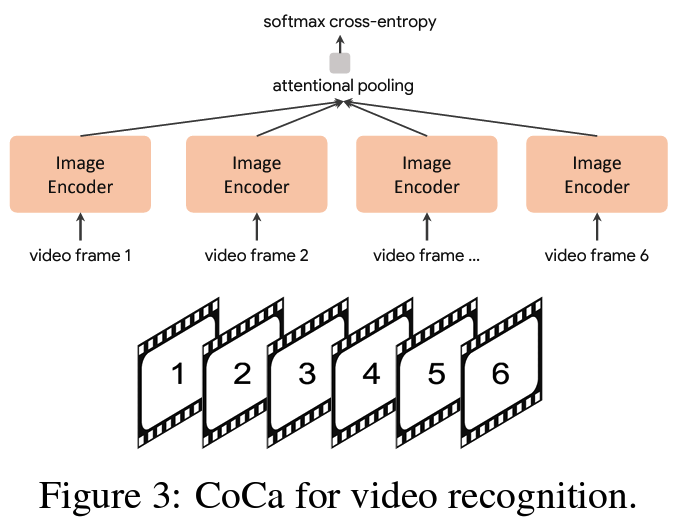 softmax cross-entropy
attentional pooling
Image Encoder
Image Encoder
Image Encoder
Image Encoder
video frame 1
video frame 2
video frame ...
video frame 6
1 2 3 4 5 6
Figure 3: CoCa for video recognition.